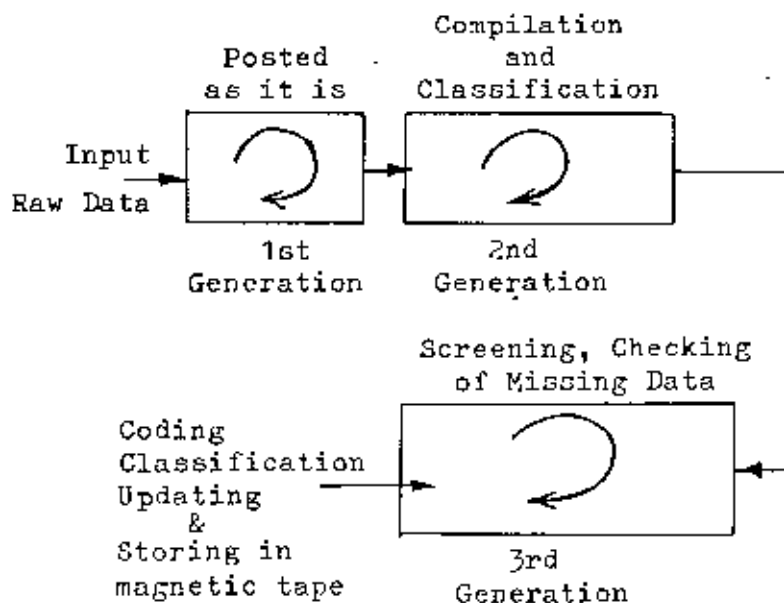 Posted
as it is
Compilation
and
Classification
Input
Raw Data
1st
Generation
2nd
Generation
Screening, Checking
of Missing Data
Coding
Classification
Updating
&
Storing in
magnetic tape
3rd
Generation